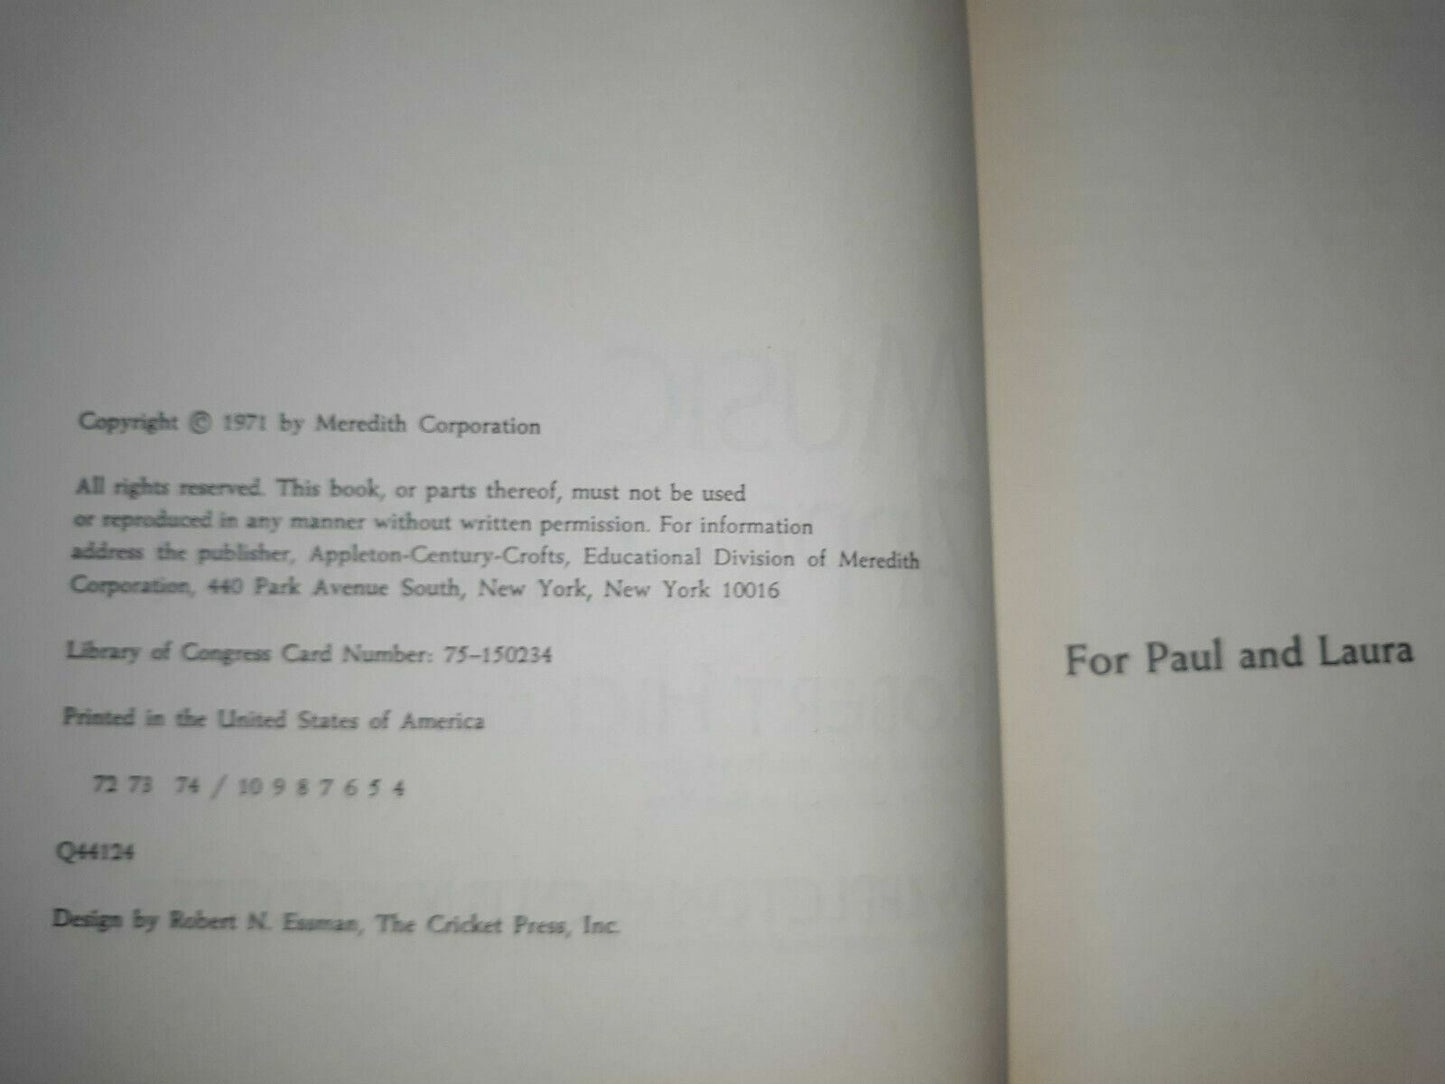 Copyright © 1971 by Meredith Corporation
All rights reserved. This book, or parts thereof, must not be used
or reproduced in any manner without written permission. For information
address the publisher, Appleton-Century-Crofts, Educational Division of Meredith
Corporation, 440 Park Avenue South, New York, New York 10016
Library of Congress Card Number: 75–150234
Printed in the United States of America
72 73 74 / 10 9 8 7 6 5 4
Q44124
Design by Robert N. Essman, The Cricket Press, Inc.
For Paul and Laura